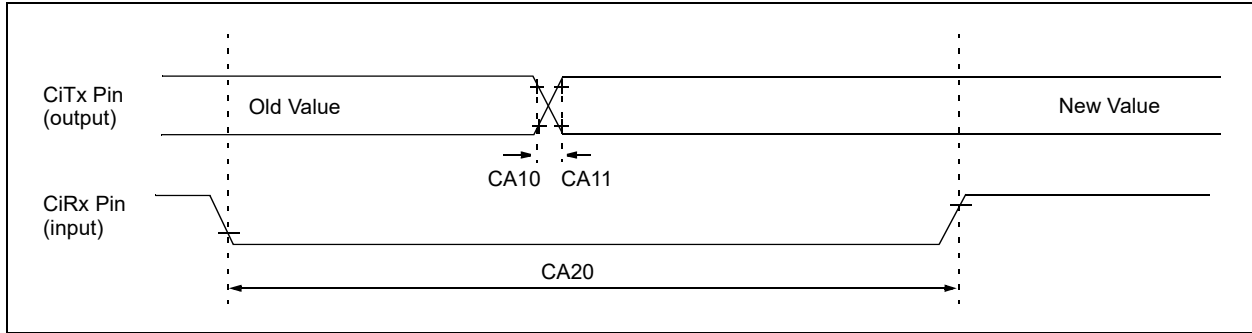 CiTx Pin
(output)
Old Value
New Value
CA10 CA11
CiRx Pin
(input)
CA20